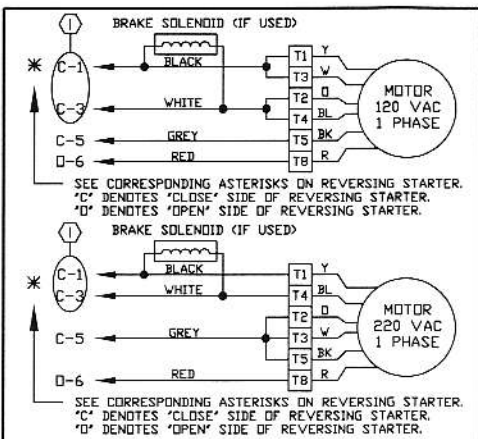 1 BRAKE SOLENOID (IF USED)
* C-1 BLACK T1 Y
T3 W
C-3 WHITE T2 O
T4 BL
C-5 GREY T5 BK
O-6 RED T8 R
MOTOR
120 VAC
1 PHASE
SEE CORRESPONDING ASTERISKS ON REVERSING STARTER.
"C" DENOTES "CLOSE" SIDE OF REVERSING STARTER.
"O" DENOTES "OPEN" SIDE OF REVERSING STARTER.
1 BRAKE SOLENOID (IF USED)
* C-1 BLACK T1 Y
C-3 WHITE T4 BL
T2 O
C-5 GREY T3 W
T5 BK
O-6 RED T8 R
MOTOR
220 VAC
1 PHASE
SEE CORRESPONDING ASTERISKS ON REVERSING STARTER.
"C" DENOTES "CLOSE" SIDE OF REVERSING STARTER.
"O" DENOTES "OPEN" SIDE OF REVERSING STARTER.